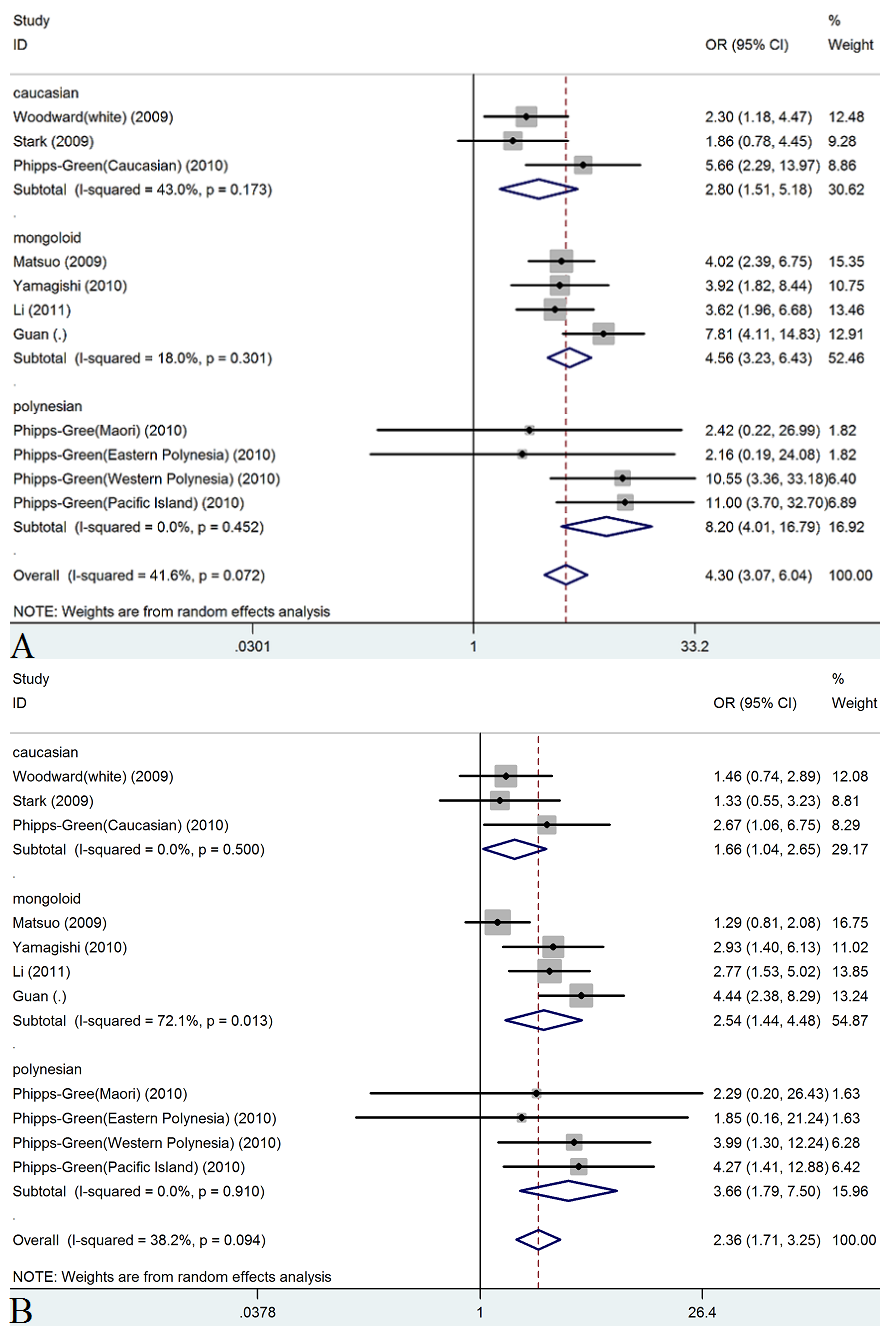 Study %
ID OR (95% CI) Weight
caucasian
Woodward(white) (2009) 2.30 (1.18, 4.47) 12.48
Stark (2009) 1.86 (0.78, 4.45) 9.28
Phipps-Green(Caucasian) (2010) 5.66 (2.29, 13.97) 8.86
Subtotal (I-squared = 43.0%, p = 0.173) 2.80 (1.51, 5.18) 30.62
.
mongoloid
Matsuo (2009) 4.02 (2.39, 6.75) 15.35
Yamagishi (2010) 3.92 (1.82, 8.44) 10.75
Li (2011) 3.62 (1.96, 6.68) 13.46
Guan (.) 7.81 (4.11, 14.83) 12.91
Subtotal (I-squared = 18.0%, p = 0.301) 4.56 (3.23, 6.43) 52.46
.
polynesian
Phipps-Gree(Maori) (2010) 2.42 (0.22, 26.99) 1.82
Phipps-Green(Eastern Polynesia) (2010) 2.16 (0.19, 24.08) 1.82
Phipps-Green(Western Polynesia) (2010) 10.55 (3.36, 33.18) 6.40
Phipps-Green(Pacific Island) (2010) 11.00 (3.70, 32.70) 6.89
Subtotal (I-squared = 0.0%, p = 0.452) 8.20 (4.01, 16.79) 16.92
.
Overall (I-squared = 41.6%, p = 0.072) 4.30 (3.07, 6.04) 100.00
NOTE: Weights are from random effects analysis
A .0301 1 33.2
Study %
ID OR (95% CI) Weight
caucasian
Woodward(white) (2009) 1.46 (0.74, 2.89) 12.08
Stark (2009) 1.33 (0.55, 3.23) 8.81
Phipps-Green(Caucasian) (2010) 2.67 (1.06, 6.75) 8.29
Subtotal (I-squared = 0.0%, p = 0.500) 1.66 (1.04, 2.65) 29.17
.
mongoloid
Matsuo (2009) 1.29 (0.81, 2.08) 16.75
Yamagishi (2010) 2.93 (1.40, 6.13) 11.02
Li (2011) 2.77 (1.53, 5.02) 13.85
Guan (.) 4.44 (2.38, 8.29) 13.24
Subtotal (I-squared = 72.1%, p = 0.013) 2.54 (1.44, 4.48) 54.87
.
polynesian
Phipps-Gree(Maori) (2010) 2.29 (0.20, 26.43) 1.63
Phipps-Green(Eastern Polynesia) (2010) 1.85 (0.16, 21.24) 1.63
Phipps-Green(Western Polynesia) (2010) 3.99 (1.30, 12.24) 6.28
Phipps-Green(Pacific Island) (2010) 4.27 (1.41, 12.88) 6.42
Subtotal (I-squared = 0.0%, p = 0.910) 3.66 (1.79, 7.50) 15.96
.
Overall (I-squared = 38.2%, p = 0.094) 2.36 (1.71, 3.25) 100.00
NOTE: Weights are from random effects analysis
B .0378 1 26.4